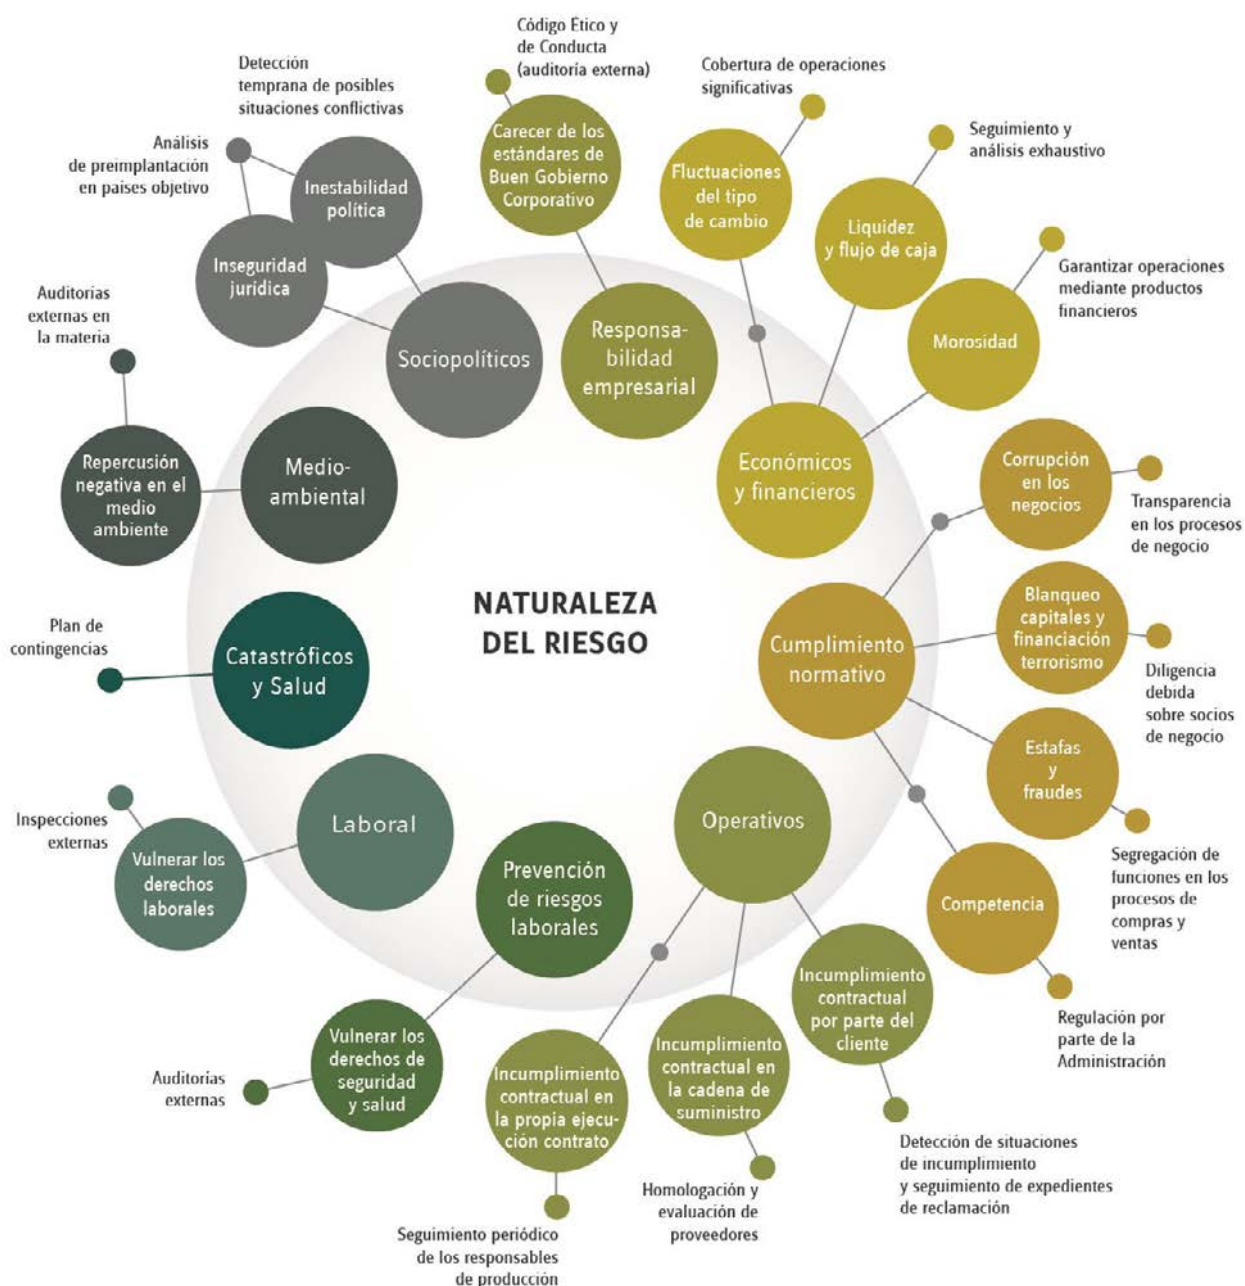 Código Ético y
de Conducta
(auditoría externa)
Detección
temprana de posibles
situaciones conflictivas
Cobertura de operaciones
significativas
Análisis
de preimplantación
en países objetivo
Inestabilidad
política
Carecer de los
estándares de
Buen Gobierno
Corporativo
Fluctuaciones
del tipo
de cambio
Seguimiento y
análisis exhaustivo
Liquidez
y flujo de caja
Inseguridad
jurídica
Garantizar operaciones
mediante productos
financieros
Auditorías
externas en
la materia
Sociopolíticos
Responsa-
bilidad
empresarial
Morosidad
Repercusión
negativa en el
medio
ambiente
Medio-
ambiental
Económicos
y financieros
Corrupción
en los
negocios
Transparencia
en los procesos
de negocio
NATURALEZA
DEL RIESGO
Plan de
contingencias
Catastróficos
y Salud
Cumplimiento
normativo
Blanqueo
capitales y
financiación
terrorismo
Diligencia
debida
sobre socios
de negocio
Estafas
y
fraudes
Inspecciones
externas
Vulnerar los
derechos
laborales
Laboral
Prevención
de riesgos
laborales
Operativos
Segregación de
funciones en los
procesos de
compras y
ventas
Competencia
Regulación por
parte de la
Administración
Auditorías
externas
Vulnerar los
derechos de
seguridad
y salud
Incumplimiento
contractual en
la propia ejecu-
ción contrato
Incumplimiento
contractual en
la cadena de
suministro
Incumplimiento
contractual
por parte del
cliente
Seguimiento periódico
de los responsables
de producción
Homologación y
evaluación de
proveedores
Detección de situaciones
de incumplimiento
y seguimiento de expedientes
de reclamación